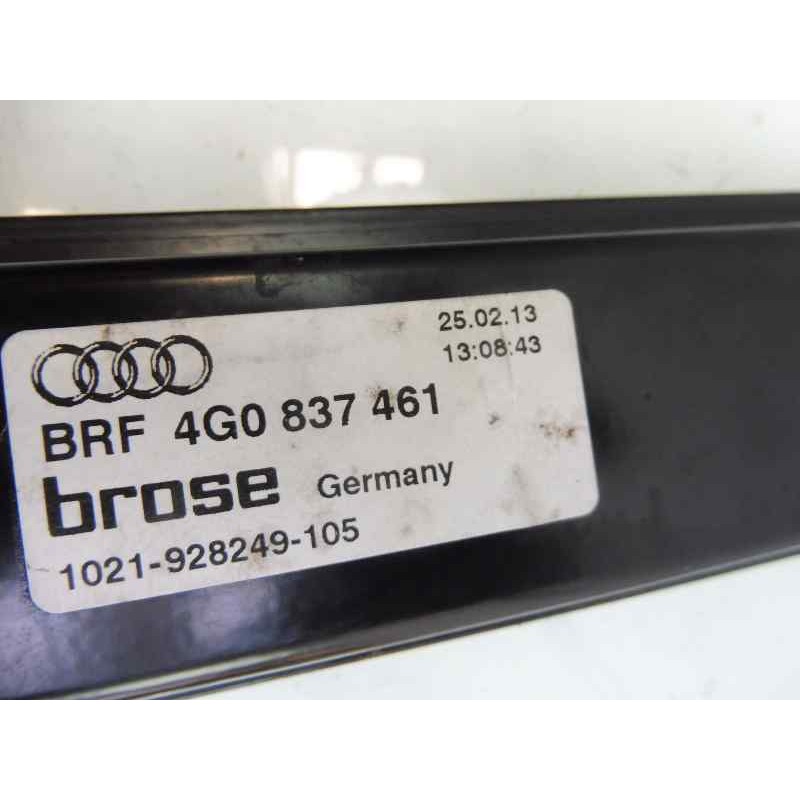 25.02.13
13:08:43
BRF 4G0 837 461
brose Germany
1021-928249-105